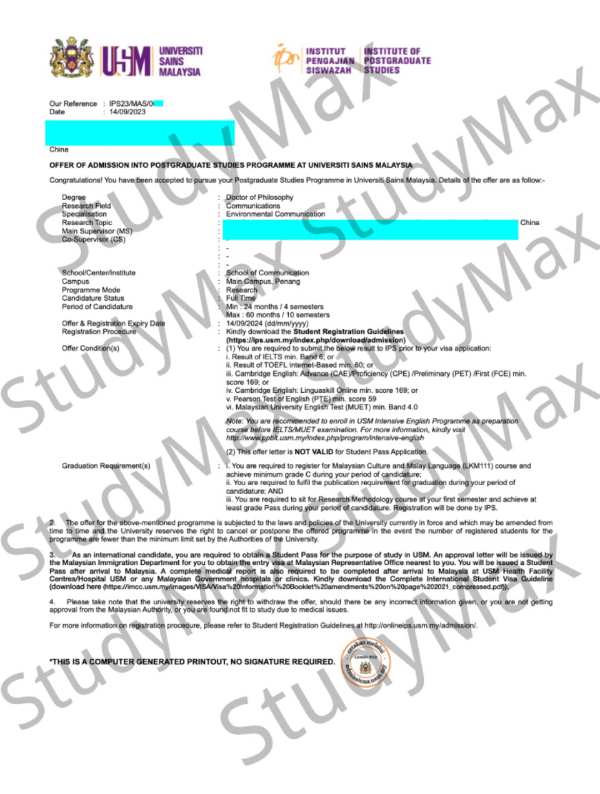 UNIVERSITI
SAINS
MALAYSIA
USM
ips
INSTITUT
PENGAJIAN
SISWAZAH
INSTITUTE OF
POSTGRADUATE
STUDIES
Our Reference : IPS23/MAS/0
Date : 14/09/2023
China
OFFER OF ADMISSION INTO POSTGRADUATE STUDIES PROGRAMME AT UNIVERSITI SAINS MALAYSIA
Congratulations! You have been accepted to pursue your Postgraduate Studies Programme in Universiti Sains Malaysia. Details of the offer are as follow:-
Degree : Doctor of Philosophy
Research Field : Communications
Specialisation : Environmental Communication
Research Topic : China
Main Supervisor (MS) :
Co-Supervisor (CS) : -
: -
: -
: -
School/Center/Institute : School of Communication
Campus : Main Campus, Penang
Programme Mode : Research
Candidature Status : Full Time
Period of Candidature : Min : 24 months / 4 semesters
Max : 60 months / 10 semesters
Offer & Registration Expiry Date : 14/09/2024 (dd/mm/yyyy)
Registration Procedure : Kindly download the Student Registration Guidelines
(https://ips.usm.my/index.php/download/admission)
Offer Condition(s) : (1) You are required to submit the below result to IPS prior to your visa application:
i. Result of IELTS min. Band 6; or
ii. Result of TOEFL internet-Based min. 60; or
iii. Cambridge English: Advance (CAE)/Proficiency (CPE) /Preliminary (PET) /First (FCE) min.
score 169; or
iv. Cambridge English: Linguaskill Online min. score 169; or
v. Pearson Test of English (PTE) min. score 59
vi. Malaysian University English Test (MUET) min. Band 4.0
Note: You are recommended to enroll in USM Intensive English Programme as preparation
course before IELTS/MUET examination. For more information, kindly visit
http://www.ppblt.usm.my/index.php/program/intensive-english
(2) This offer letter is NOT VALID for Student Pass Application.
Graduation Requirement(s) : i. You are required to register for Malaysian Culture and Malay Language (LKM111) course and
achieve minimum grade C during your period of candidature;
ii. You are required to fulfil the publication requirement for graduation during your period of
candidature; AND
iii. You are required to sit for Research Methodology course at your first semester and achieve at
least grade Pass during your period of candidature. Registration will be done by IPS.
2. The offer for the above-mentioned programme is subjected to the laws and policies of the University currently in force and which may be amended from
time to time and the University reserves the right to cancel or postpone the offered programme in the event the number of registered students for the
programme are fewer than the minimum limit set by the Authorities of the University.
3. As an international candidate, you are required to obtain a Student Pass for the purpose of study in USM. An approval letter will be issued by
the Malaysian Immigration Department for you to obtain the entry visa at Malaysian Representative Office nearest to you. You will be issued a Student
Pass after arrival to Malaysia. A complete medical report is also required to be completed after arrival to Malaysia at USM Health Facility
Centres/Hospital USM or any Malaysian Government hospitals or clinics. Kindly download the Complete International Student Visa Guideline
(download here (https://imcc.usm.my/images/VISA/Visa%20Information%20Booklet%20amendments%20on%20page%202021_compressed.pdf)),
4. Please take note that the university reserves the right to withdraw the offer, should there be any incorrect information given, or you are not getting
approval from the Malaysian Authority, or you are found not fit to study due to medical issues.
For more information on registration procedure, please refer to Student Registration Guidelines at http://onlineips.usm.my/admission/.
*THIS IS A COMPUTER GENERATED PRINTOUT, NO SIGNATURE REQUIRED.
StudyMax
StudyMax
StudyMax
StudyMax
StudyMax
StudyMax
StudyMax
StudyMax